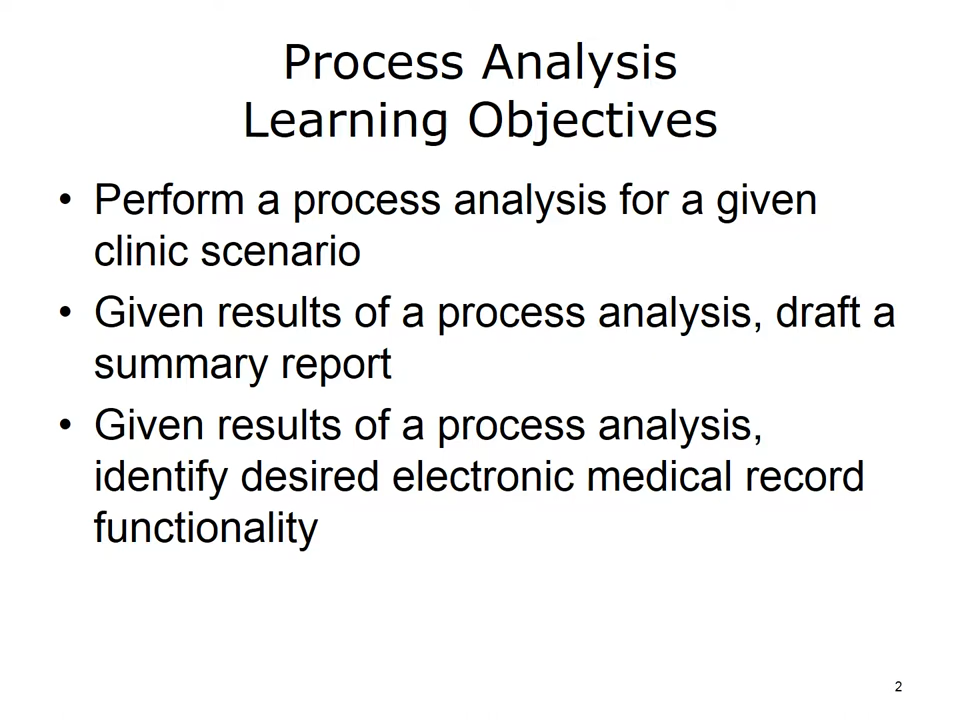 Process Analysis
Learning Objectives
• Perform a process analysis for a given
clinic scenario
• Given results of a process analysis, draft a
summary report
• Given results of a process analysis,
identify desired electronic medical record
functionality
2